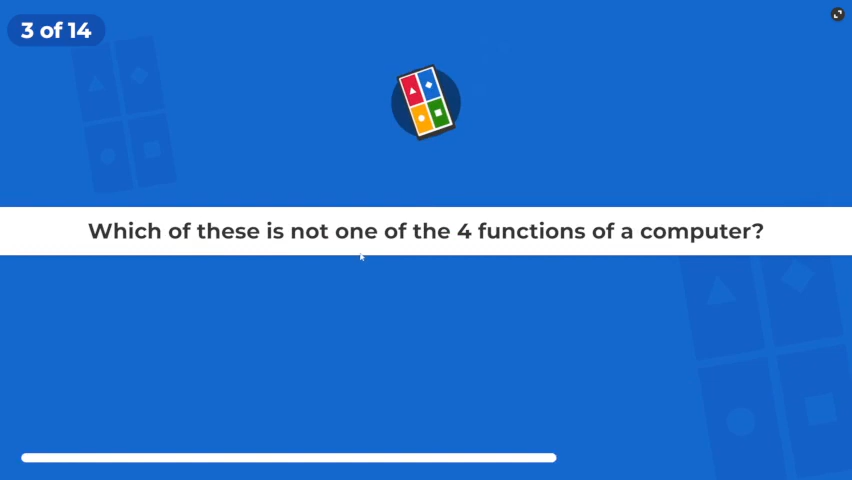 3 of 14
Which of these is not one of the 4 functions of a computer?